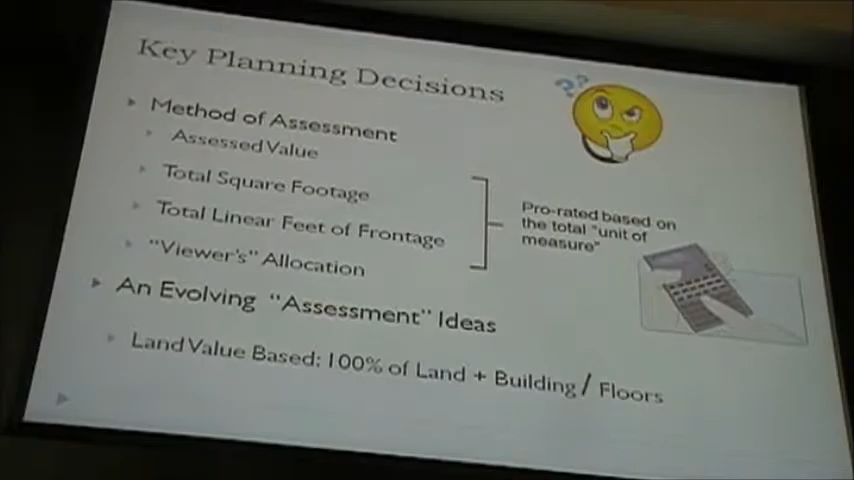 Key Planning Decisions
Method of Assessment
Assessed Value
Total Square Footage
Total Linear Feet of Frontage
"Viewer's" Allocation
Pro-rated based on
the total "unit of
measure"
An Evolving "Assessment" Ideas
Land Value Based: 100% of Land + Building / Floors
??